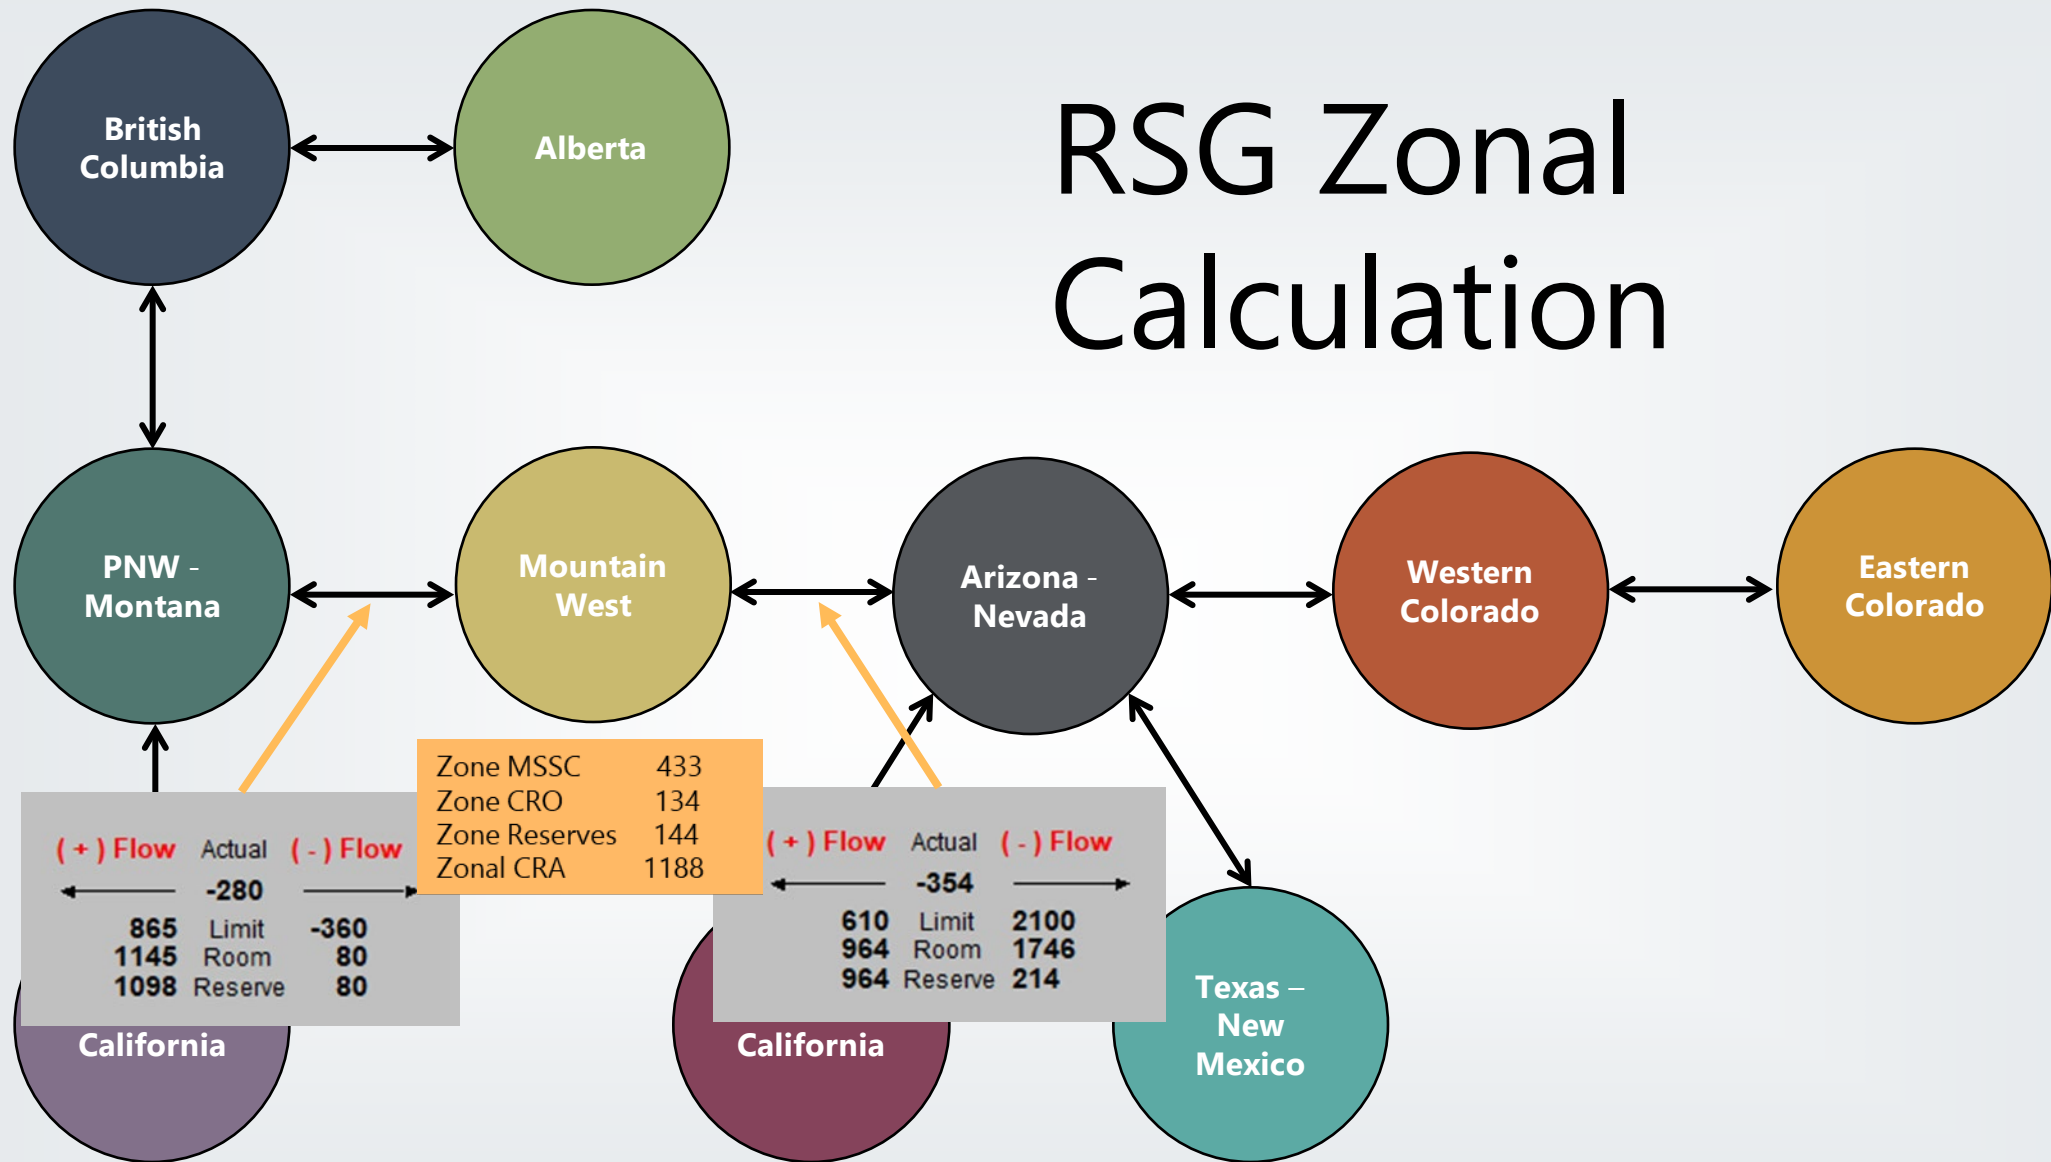 British
Columbia
Alberta
RSG Zonal
Calculation
PNW -
Montana
Mountain
West
Arizona -
Nevada
Western
Colorado
Eastern
Colorado
Zone MSSC 433
Zone CRO 134
Zone Reserves 144
Zonal CRA 1188
( + ) Flow Actual ( - ) Flow
-280
865 Limit -360
1145 Room 80
1098 Reserve 80
( + ) Flow Actual ( - ) Flow
-354
610 Limit 2100
964 Room 1746
964 Reserve 214
California
California
Texas –
New
Mexico